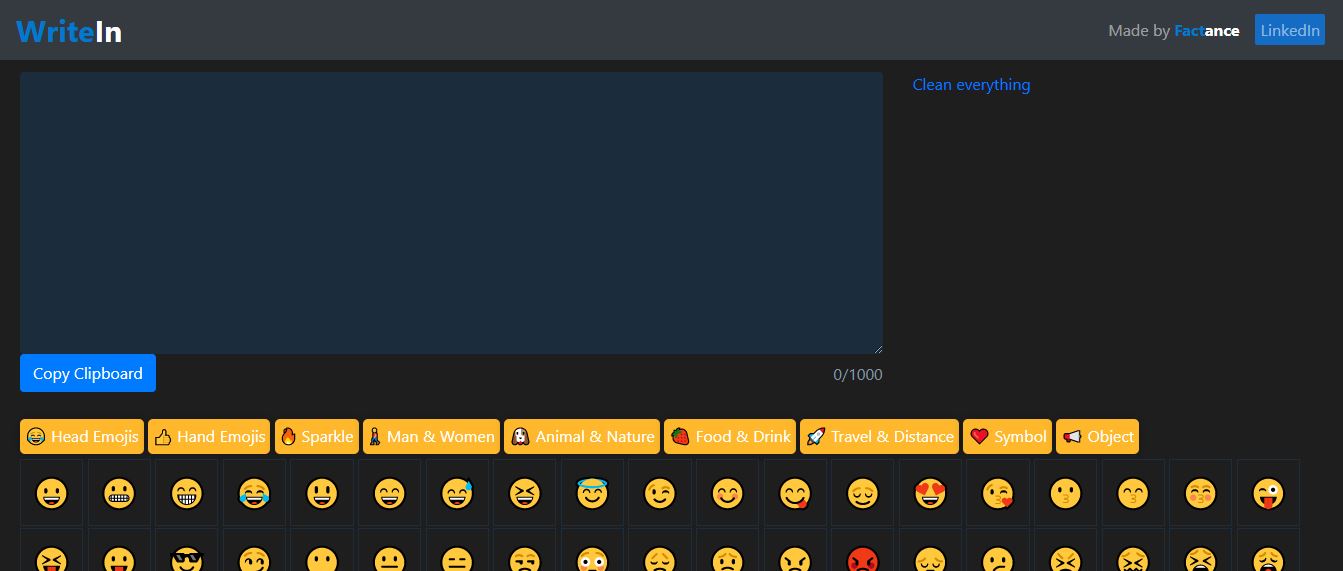 WriteIn
Made by Factance LinkedIn
Clean everything
Copy Clipboard 0/1000
Head Emojis Hand Emojis Sparkle Man & Women Animal & Nature Food & Drink Travel & Distance Symbol Object